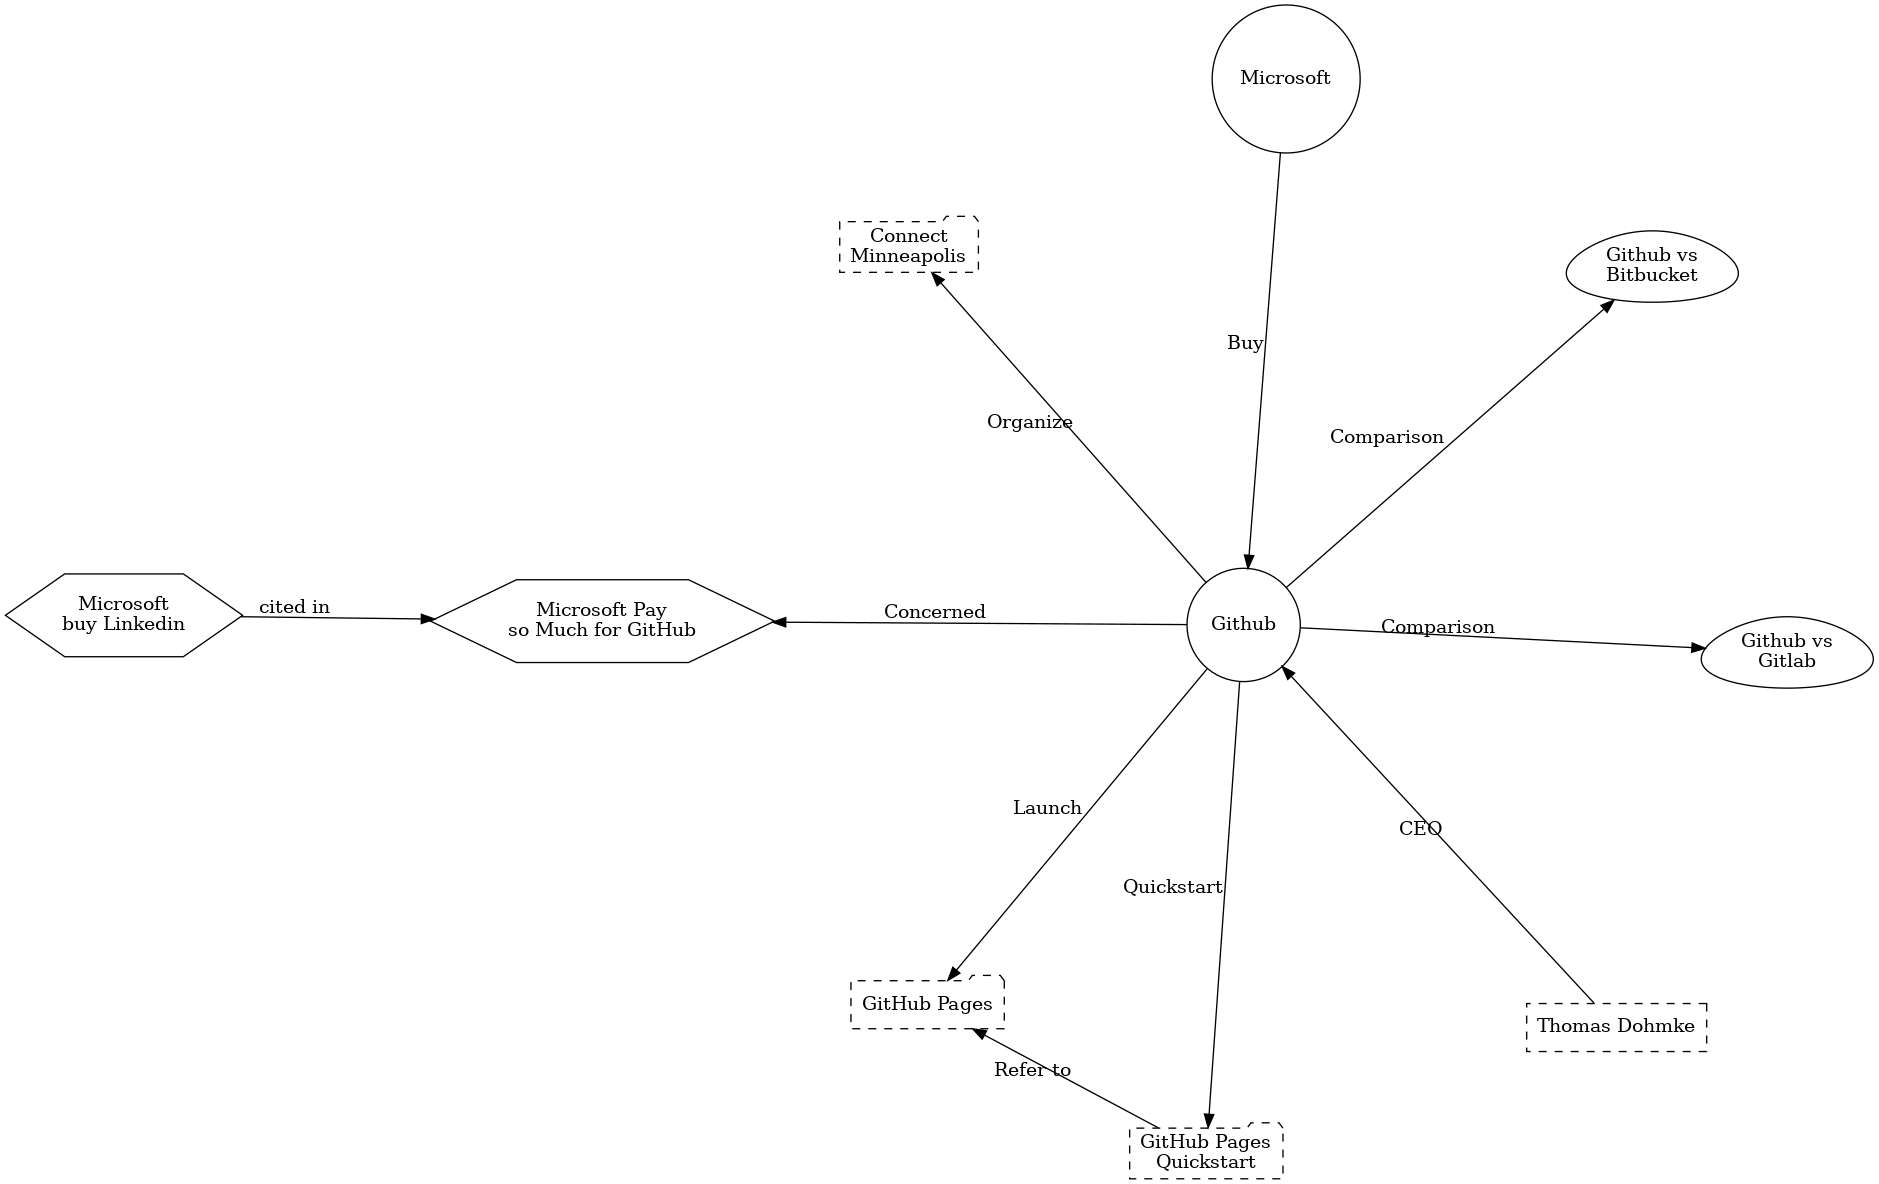 Microsoft
Connect
Minneapolis
Github vs
Bitbucket
Buy
Organize
Comparison
Microsoft
buy Linkedin
cited in
Microsoft Pay
so Much for GitHub
Concerned
Github
Comparison
Github vs
Gitlab
Launch
CEO
Quickstart
GitHub Pages
Thomas Dohmke
Refer to
GitHub Pages
Quickstart